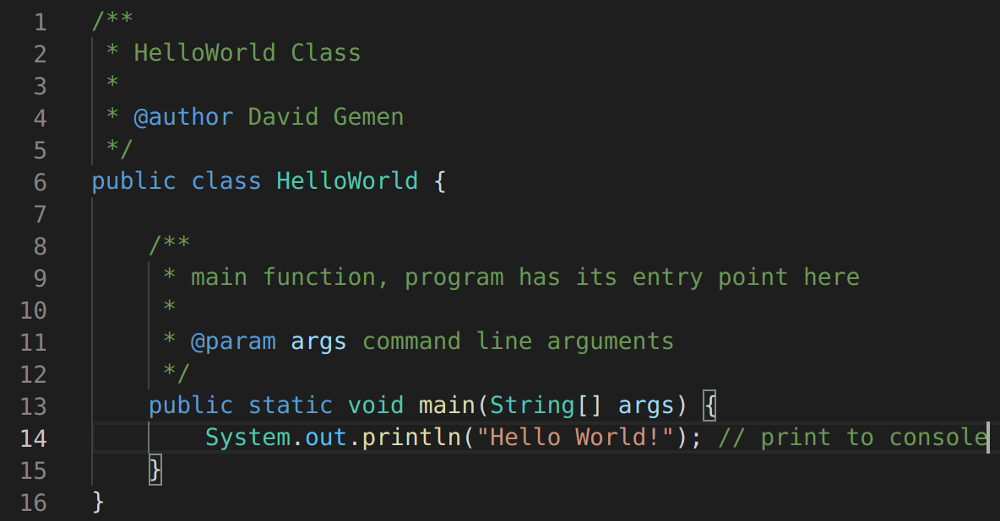 1 /**
2  * HelloWorld Class
3  *
4  * @author David Gemen
5  */
6 public class HelloWorld {
7
8     /**
9      * main function, program has its entry point here
10      *
11      * @param args command line arguments
12      */
13     public static void main(String[] args) {
14         System.out.println("Hello World!"); // print to console
15     }
16 }